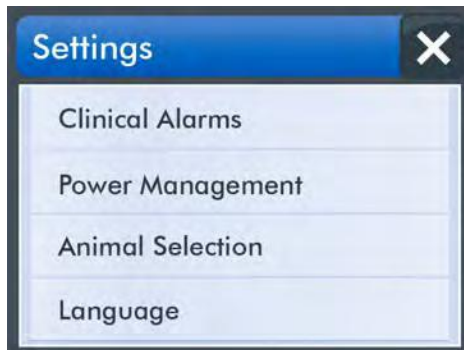 Settings
Clinical Alarms
Power Management
Animal Selection
Language